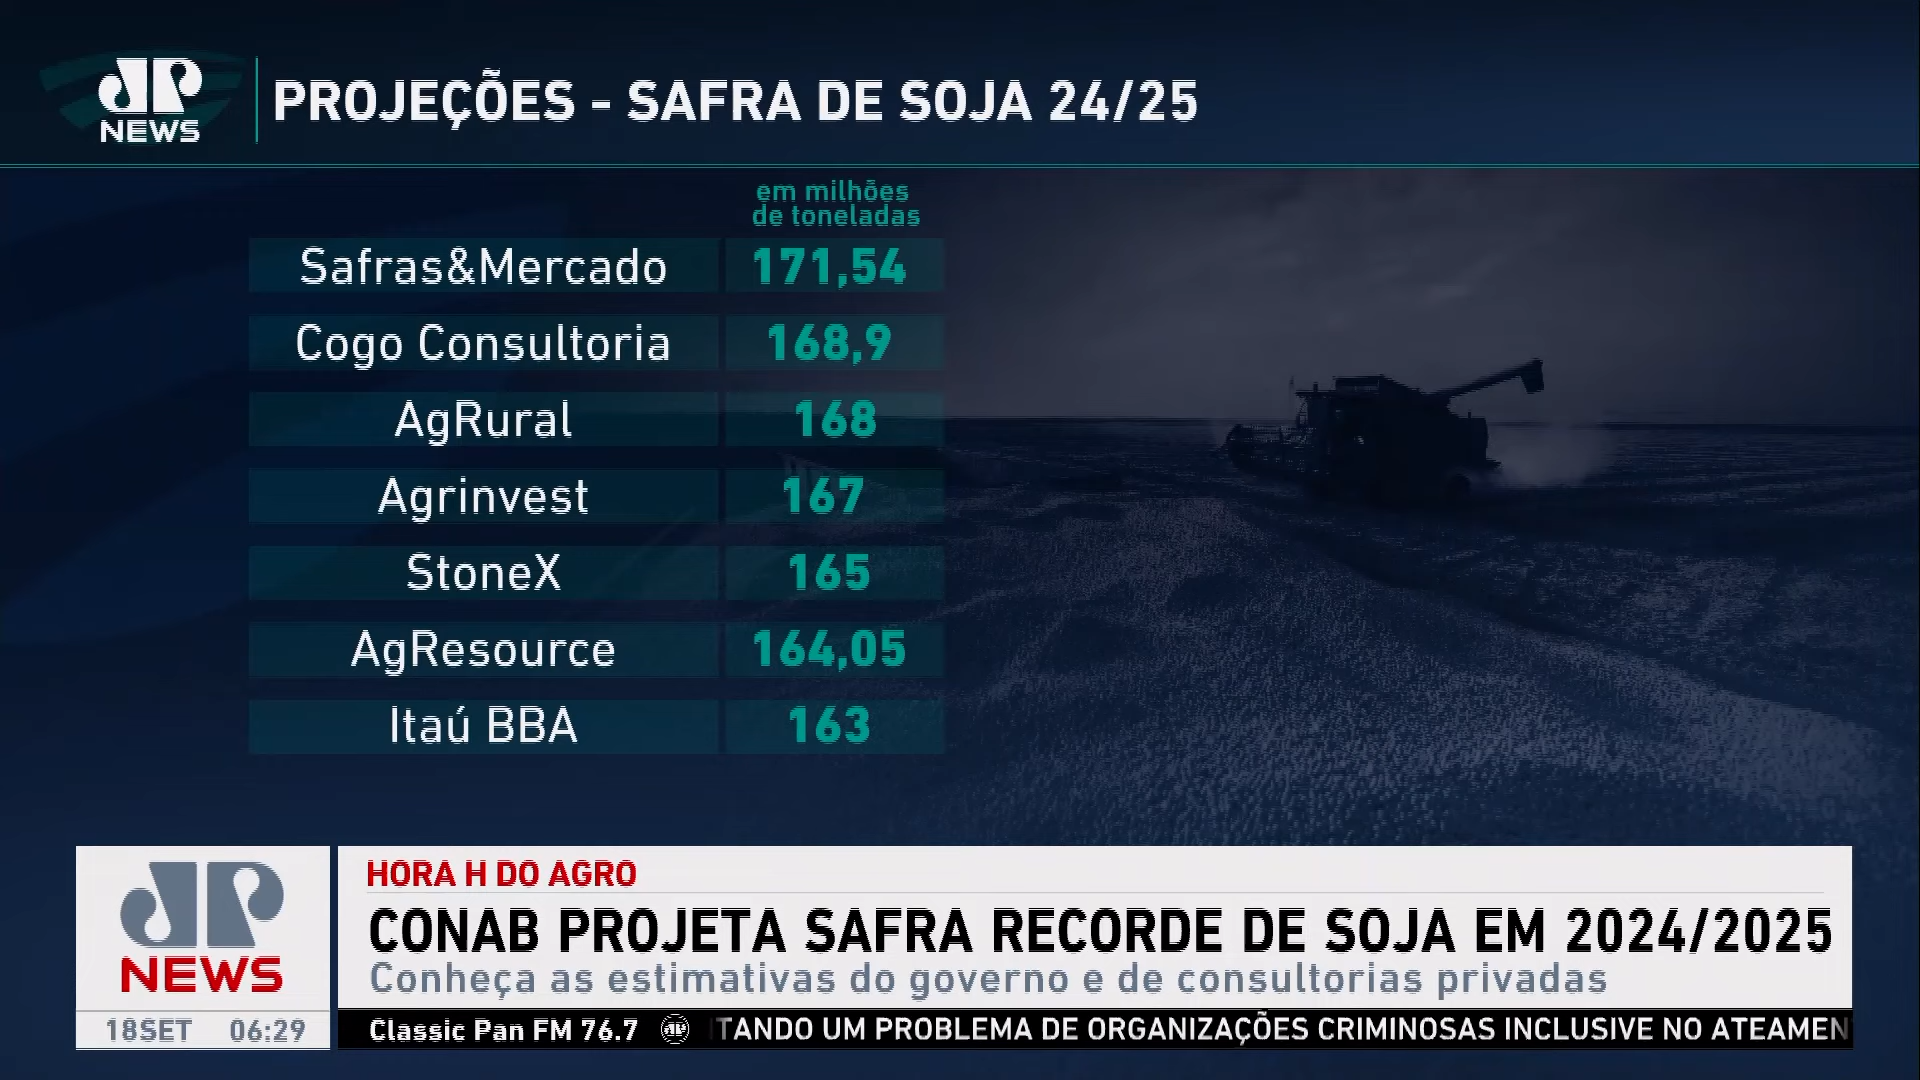 JP
NEWS
PROJEÇÕES - SAFRA DE SOJA 24/25
em milhões
de toneladas
Safras&Mercado 171,54
Cogo Consultoria 168,9
AgRural 168
Agrinvest 167
StoneX 165
AgResource 164,05
Itaú BBA 163
JP
NEWS
HORA H DO AGRO
CONAB PROJETA SAFRA RECORDE DE SOJA EM 2024/2025
Conheça as estimativas do governo e de consultorias privadas
18SET 06:29
Classic Pan FM 76.7 JP TANDO UM PROBLEMA DE ORGANIZAÇÕES CRIMINOSAS INCLUSIVE NO ATEAMEN